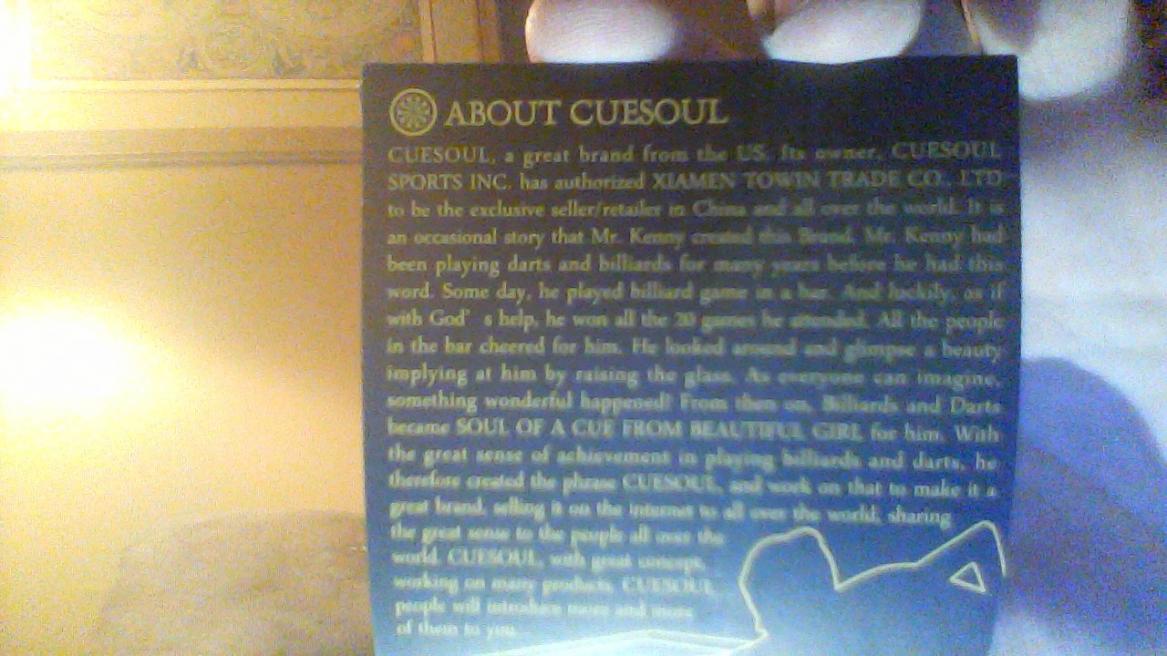 ABOUT CUESOUL
CUESOUL, a great brand from the US. Its owner, CUESOUL
SPORTS INC. has authorized XIAMEN TOWIN TRADE CO., LTD
to be the exclusive seller/retailer in China and all over the world. It is
an occasional story that Mr. Kenny created this Brand. Mr. Kenny had
been playing darts and billiards for many years before he had this
word. Some day, he played billiard game in a bar. And luckily, as if
with God' s help, he won all the 20 games he attended. All the people
in the bar cheered for him. He looked around and glimpse a beauty
implying at him by raising the glass. As everyone can imagine,
something wonderful happened! From then on, Billiards and Darts
became SOUL OF A CUE FROM BEAUTIFUL GIRL for him. With
the great sense of achievement in playing billiards and darts, he
therefore created the phrase CUESOUL, and work on that to make it a
great brand, selling it on the internet to all over the world, sharing
the great sense to the people all over the
world. CUESOUL, with great concept,
working on many products. CUESOUL
people will introduce more and more
of them to you.